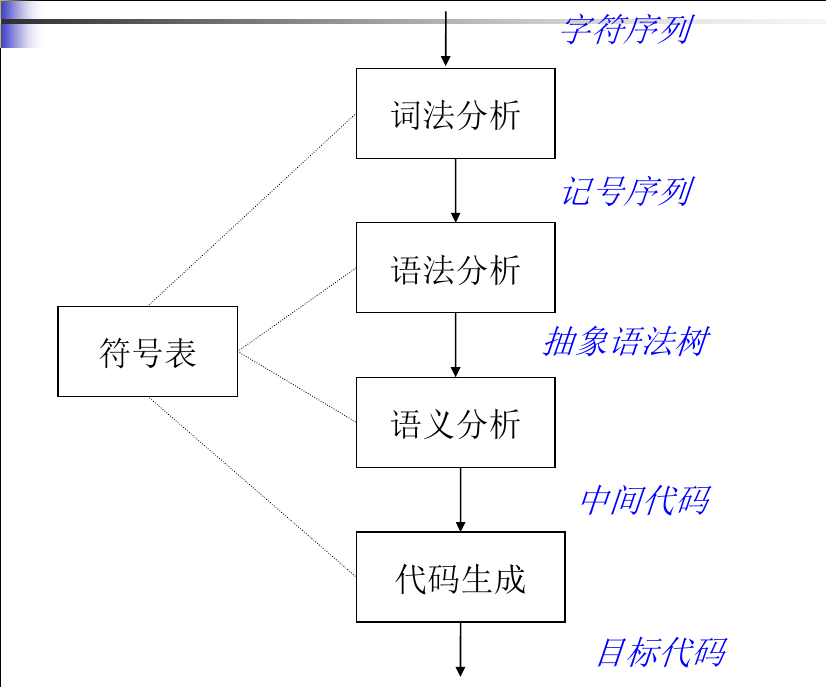 字符序列
词法分析
记号序列
语法分析
抽象语法树
符号表
语义分析
中间代码
代码生成
目标代码